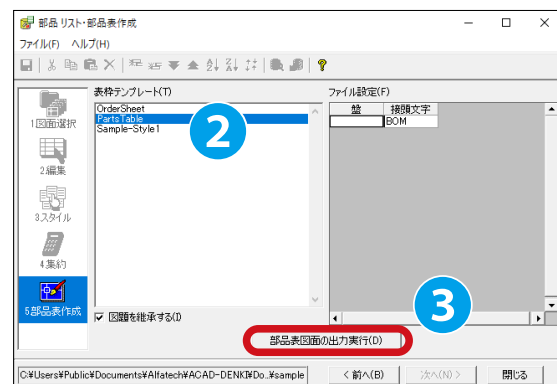 部品 リスト・部品表作成
ファイル(F) ヘルプ(H)
表枠テンプレート(T)
ファイル設定(F)
1図面選択
2.編集
3.スタイル
4.集約
5部品表作成
OrderSheet
PartsTable
Sample-Style1
2
盤 接頭文字
BOM
図題を継承する(I)
3
部品表図面の出力実行(D)
C:¥Users¥Public¥Documents¥Alfatech¥ACAD-DENKI¥Do..¥sample
< 前へ(B)
次へ(N) >
閉じる